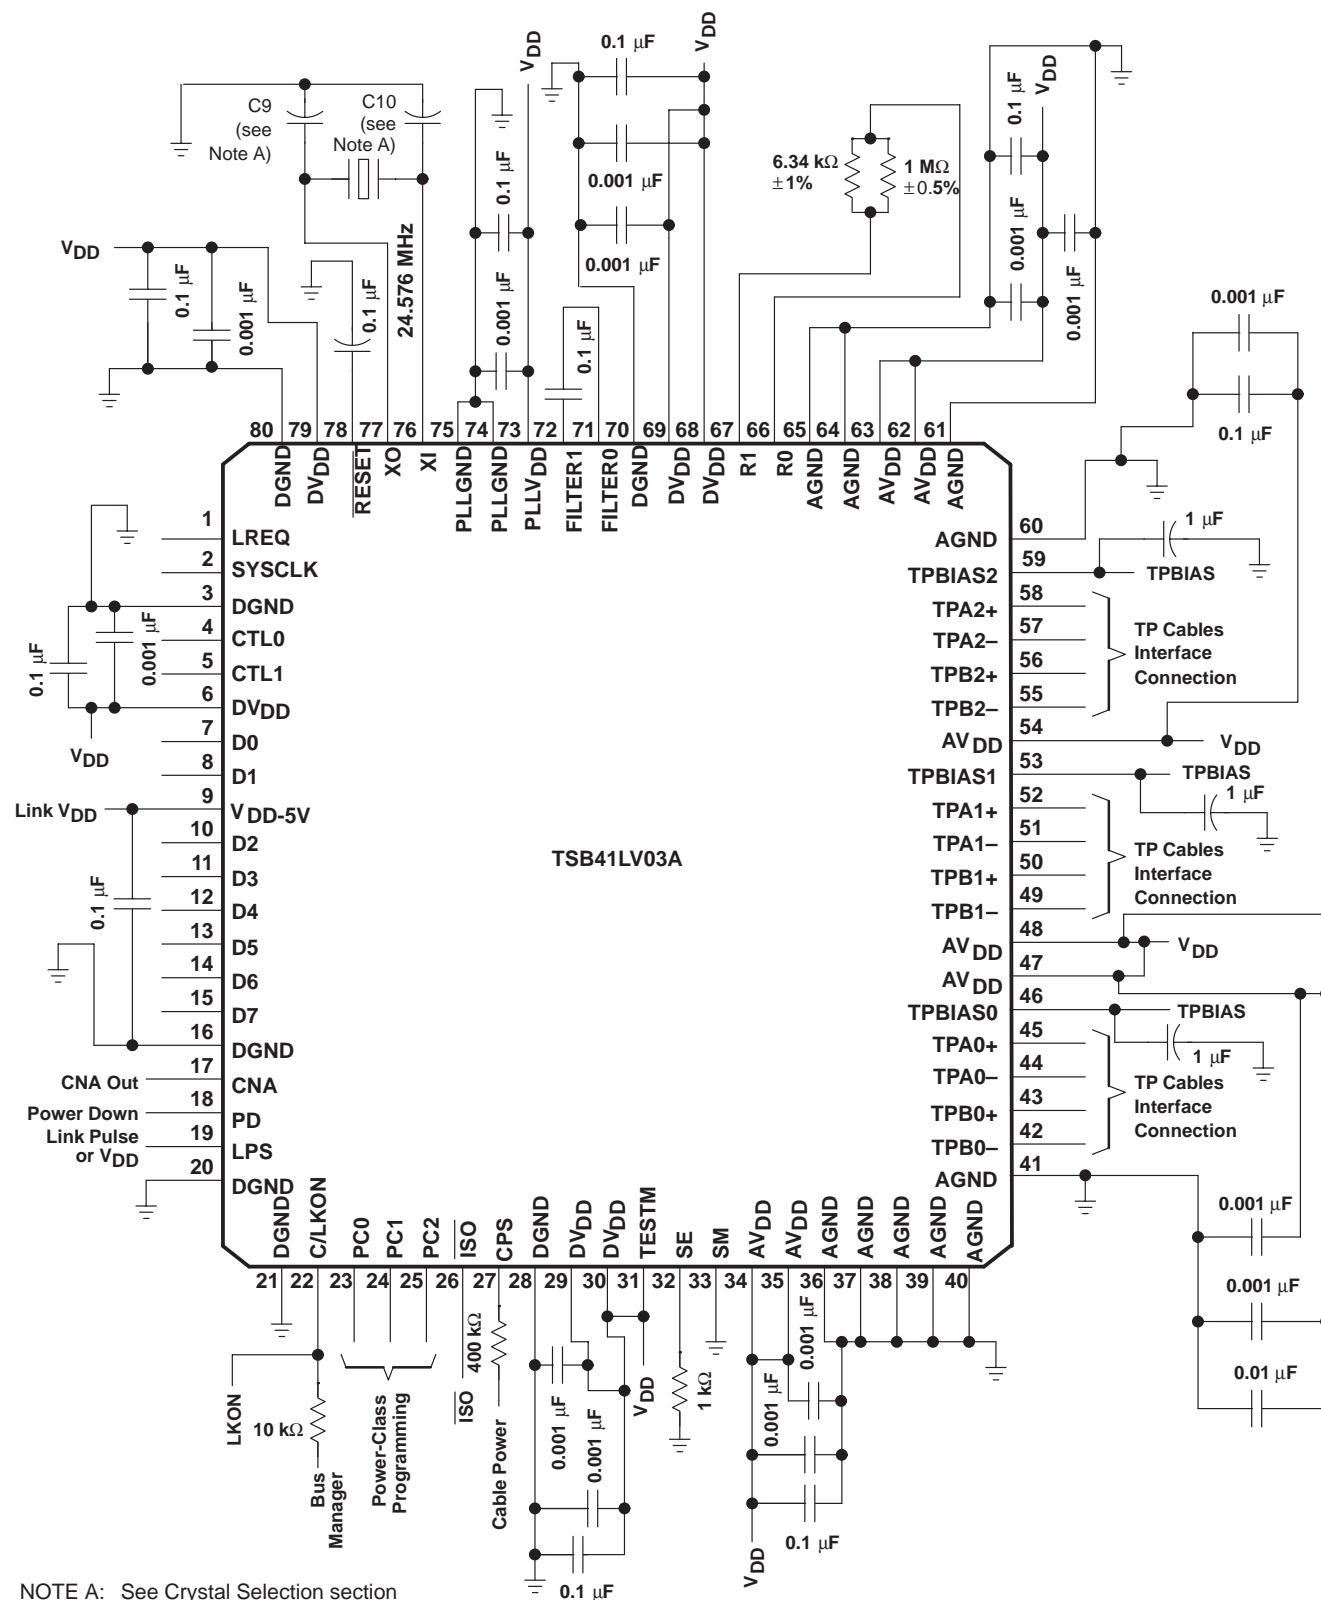 0.1 μF
VDD
VDD
C9
(see
Note A)
C10
(see
Note A)
0.1 μF
0.001 μF
0.001 μF
6.34 kΩ
±1%
1 MΩ
±0.5%
0.1 μF
VDD
0.001 μF
0.001 μF
VDD
0.1 μF
0.001 μF
0.1 μF
24.576 MHz
0.001 μF
0.1 μF
0.001 μF
0.1 μF
80 79 78 77 76 75 74 73 72 71 70 69 68 67 66 65 64 63 62 61
DGND
DVDD
RESET
XO
XI
PLLGND
PLLGND
PLLVDD
FILTER1
FILTER0
DGND
DVDD
DVDD
R1
R0
AGND
AGND
AVDD
AVDD
AGND
1 LREQ
2 SYSCLK
3 DGND
4 CTL0
5 CTL1
6 DVDD
7 D0
8 D1
9 VDD-5V
10 D2
11 D3
12 D4
13 D5
14 D6
15 D7
16 DGND
17 CNA
18 PD
19 LPS
20 DGND
0.1 μF
0.001 μF
VDD
Link VDD
0.1 μF
CNA Out
Power Down
Link Pulse
or VDD
TSB41LV03A
AGND 60
TPBIAS2 59
TPA2+ 58
TPA2– 57
TPB2+ 56
TPB2– 55
AVDD 54
TPBIAS1 53
TPA1+ 52
TPA1– 51
TPB1+ 50
TPB1– 49
AVDD 48
AVDD 47
TPBIAS0 46
TPA0+ 45
TPA0– 44
TPB0+ 43
TPB0– 42
AGND 41
1 μF
TPBIAS
TP Cables
Interface
Connection
VDD
TPBIAS
1 μF
TP Cables
Interface
Connection
VDD
TPBIAS
1 μF
TP Cables
Interface
Connection
0.001 μF
0.001 μF
0.01 μF
DGND
C/LKON
PC0
PC1
PC2
ISO
CPS
DGND
DVDD
DVDD
TESTM
SE
SM
AVDD
AVDD
AGND
AGND
AGND
AGND
AGND
21 22 23 24 25 26 27 28 29 30 31 32 33 34 35 36 37 38 39 40
LKON
10 kΩ
Bus
Manager
Power-Class
Programming
ISO
400 kΩ
Cable Power
0.001 μF
0.001 μF
0.1 μF
VDD
1 kΩ
0.001 μF
0.001 μF
0.1 μF
VDD
NOTE A: See Crystal Selection section